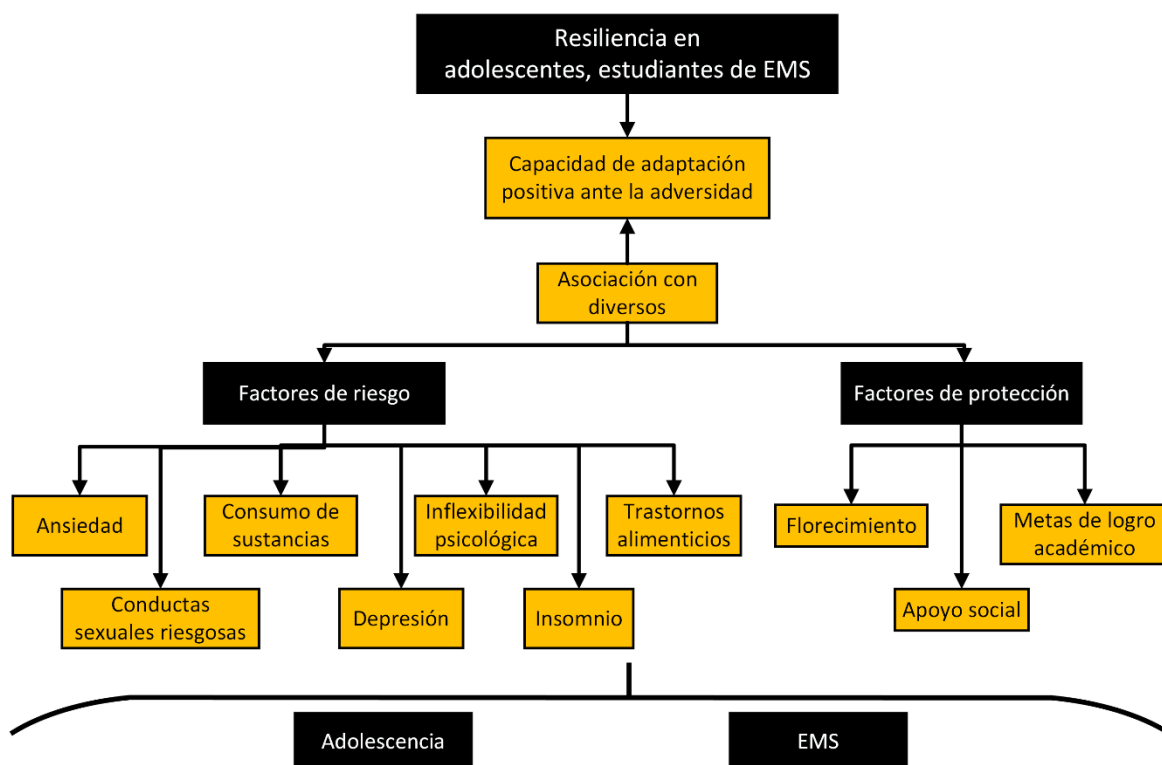 Resiliencia en
adolescentes, estudiantes de EMS
Capacidad de adaptación
positiva ante la adversidad
Asociación con
diversos
Factores de riesgo
Factores de protección
Ansiedad
Consumo de
sustancias
Inflexibilidad
psicológica
Trastornos
alimenticios
Florecimiento
Metas de logro
académico
Conductas
sexuales riesgosas
Depresión
Insomnio
Apoyo social
Adolescencia
EMS